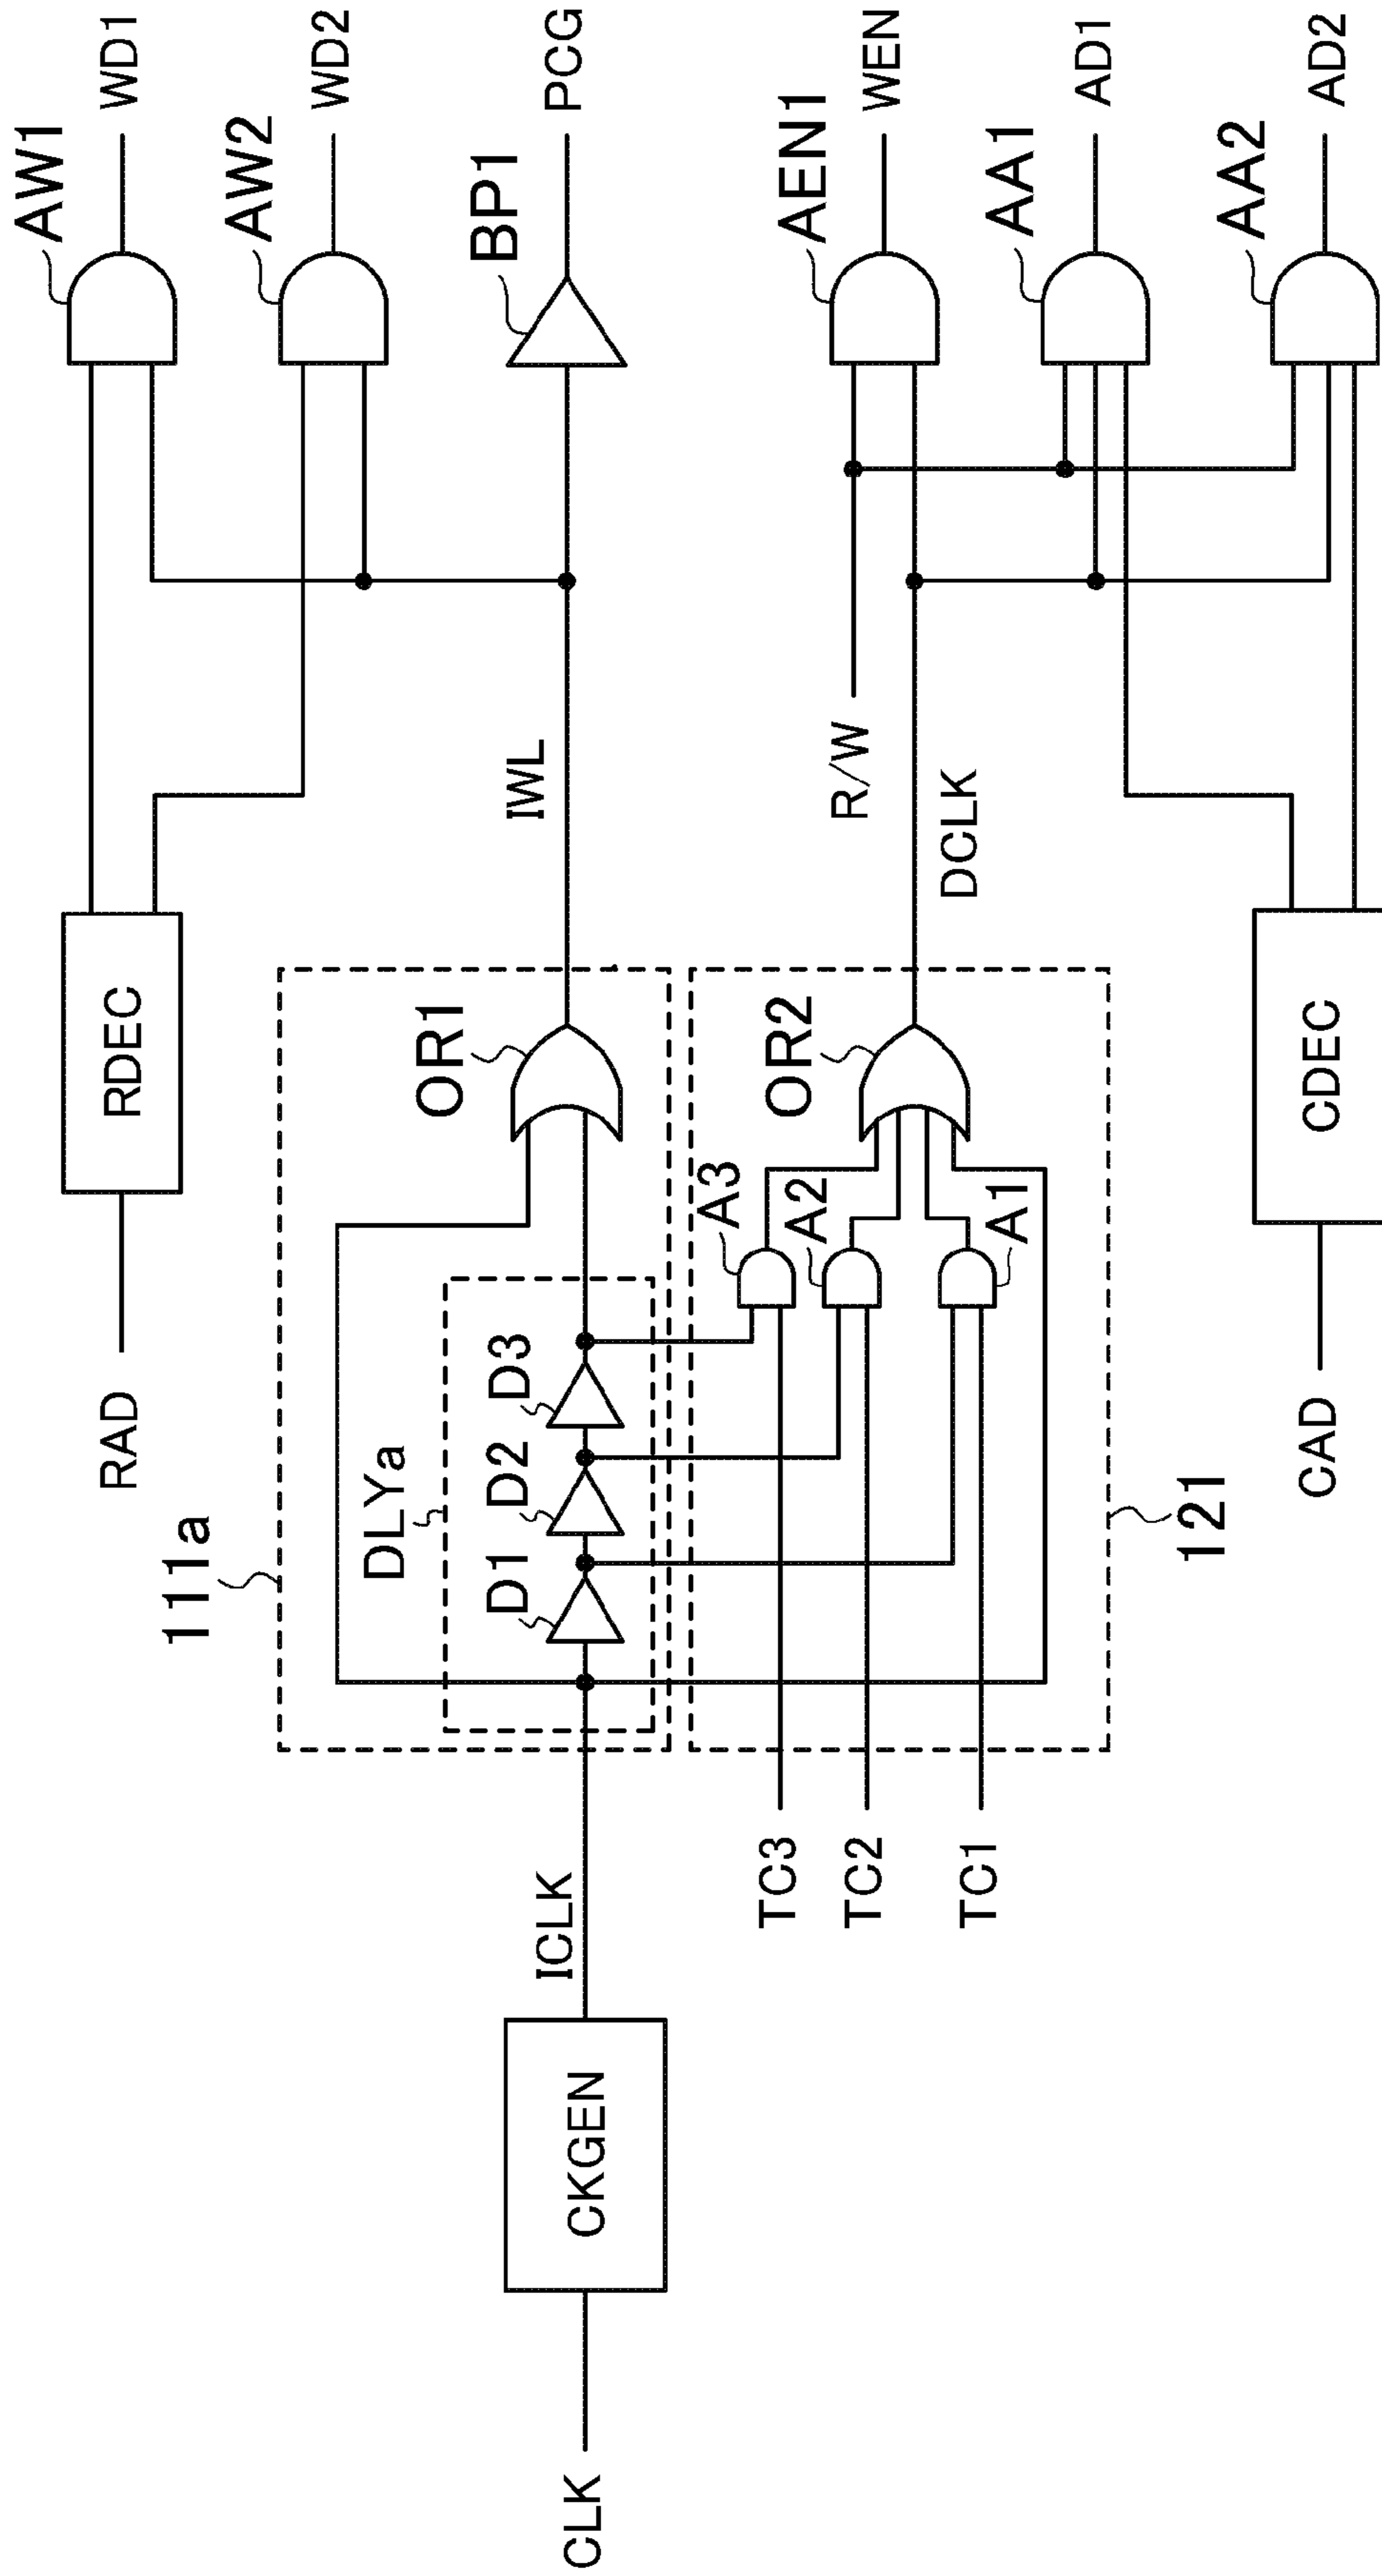 AW1
WD1
AW2
WD2
BP1
PCG
AEN1
WEN
AA1
AD1
AA2
AD2
RAD
RDEC
IWL
R/W
DCLK
111a
OR1
DLYa
D1
D2
D3
OR2
A3
A2
A1
121
CLK
CKGEN
ICLK
TC3
TC2
TC1
CAD
CDEC